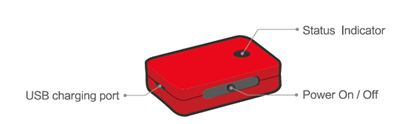 Status Indicator
USB charging port
Power On / Off